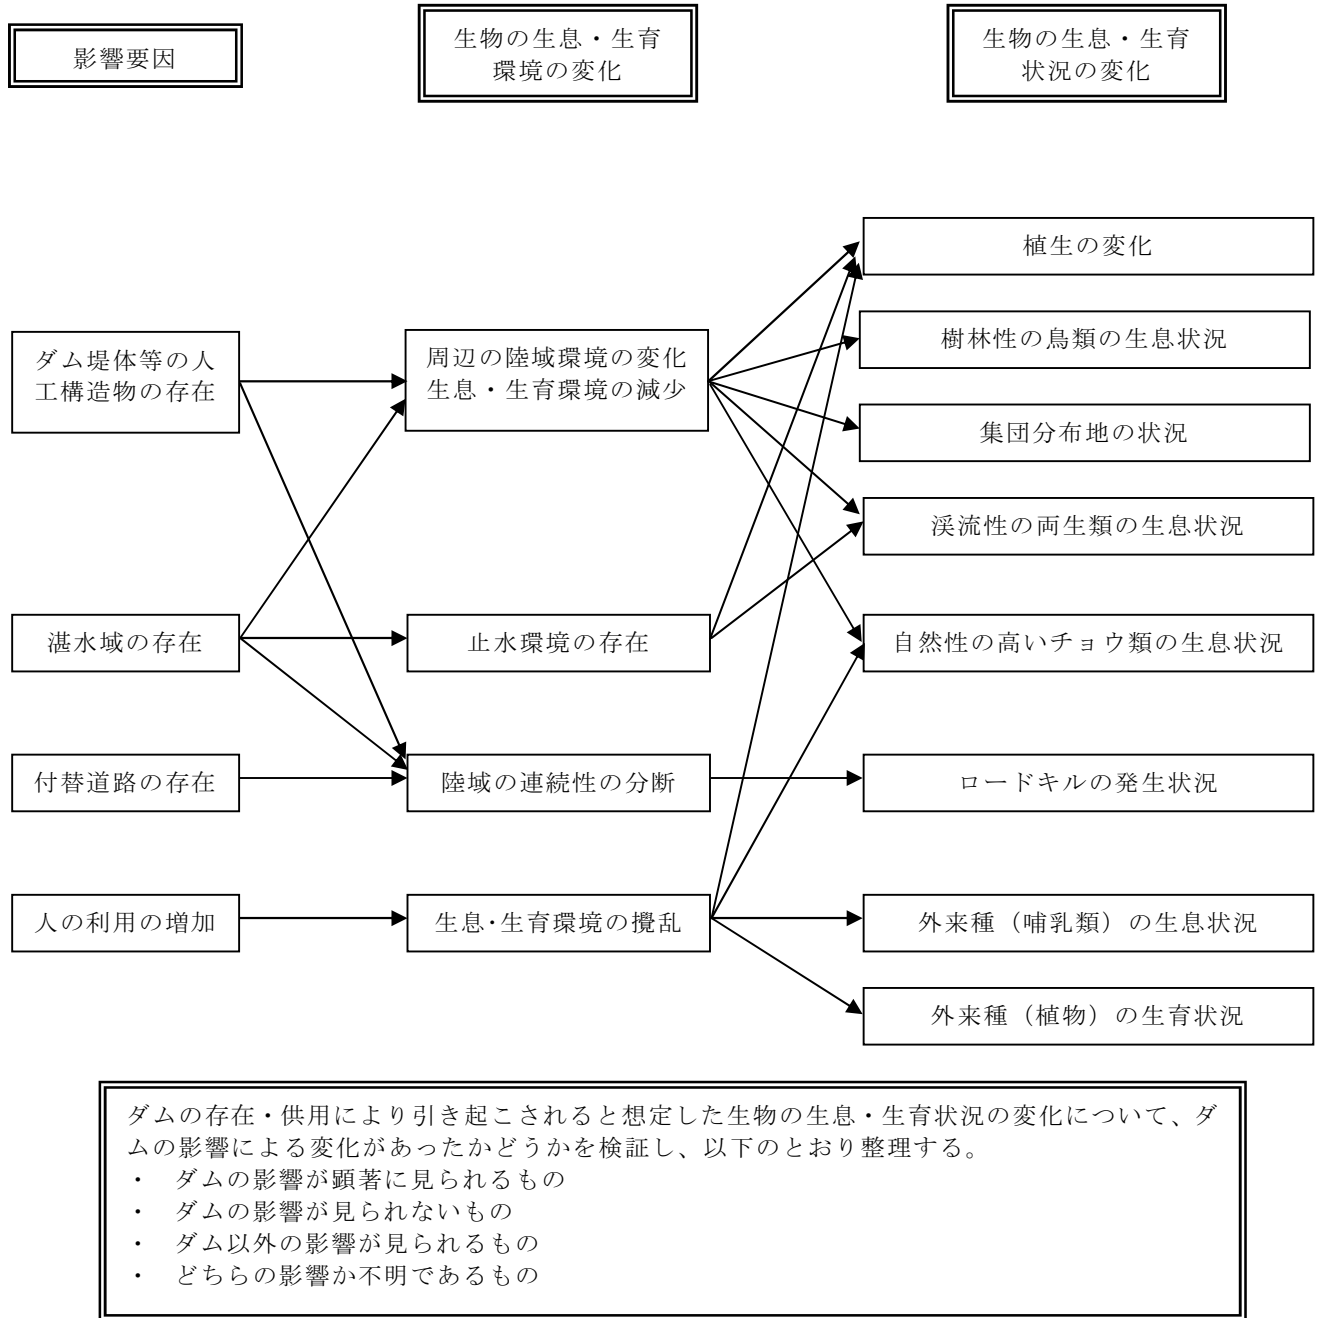 影響要因
生物の生息・生育
環境の変化
生物の生息・生育
状況の変化
植生の変化
樹林性の鳥類の生息状況
集団分布地の状況
渓流性の両生類の生息状況
自然性の高いチョウ類の生息状況
ロードキルの発生状況
外来種（哺乳類）の生息状況
外来種（植物）の生育状況
ダム堤体等の人
工構造物の存在
周辺の陸域環境の変化
生息・生育環境の減少
湛水域の存在
止水環境の存在
付替道路の存在
陸域の連続性の分断
人の利用の増加
生息･生育環境の攪乱
ダムの存在・供用により引き起こされると想定した生物の生息・生育状況の変化について、ダ
ムの影響による変化があったかどうかを検証し、以下のとおり整理する。
・　ダムの影響が顕著に見られるもの
・　ダムの影響が見られないもの
・　ダム以外の影響が見られるもの
・　どちらの影響か不明であるもの